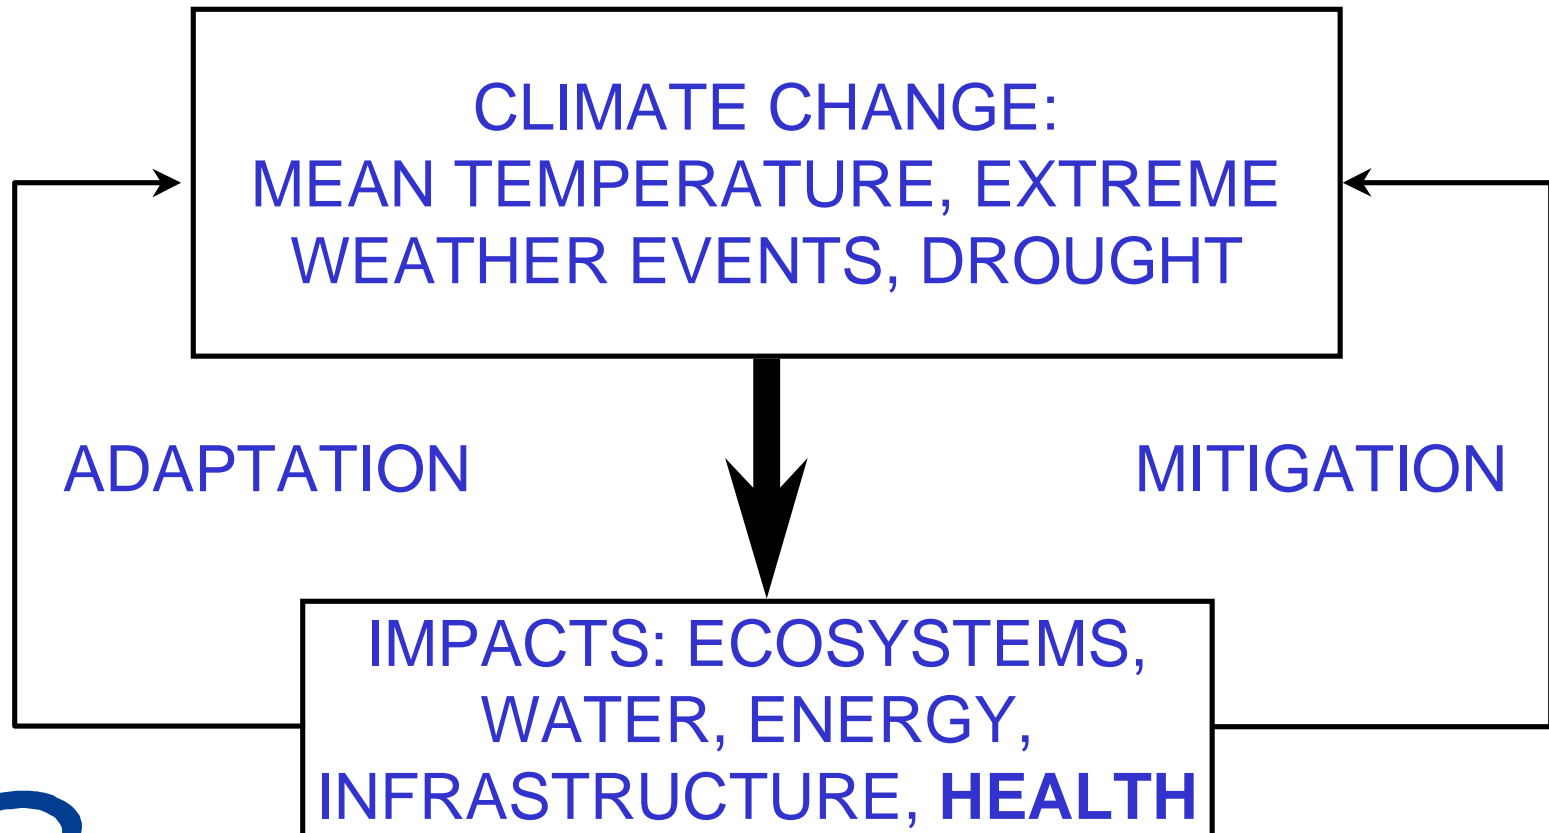 CLIMATE CHANGE:
MEAN TEMPERATURE, EXTREME
WEATHER EVENTS, DROUGHT
ADAPTATION
MITIGATION
IMPACTS: ECOSYSTEMS,
WATER, ENERGY,
INFRASTRUCTURE, HEALTH